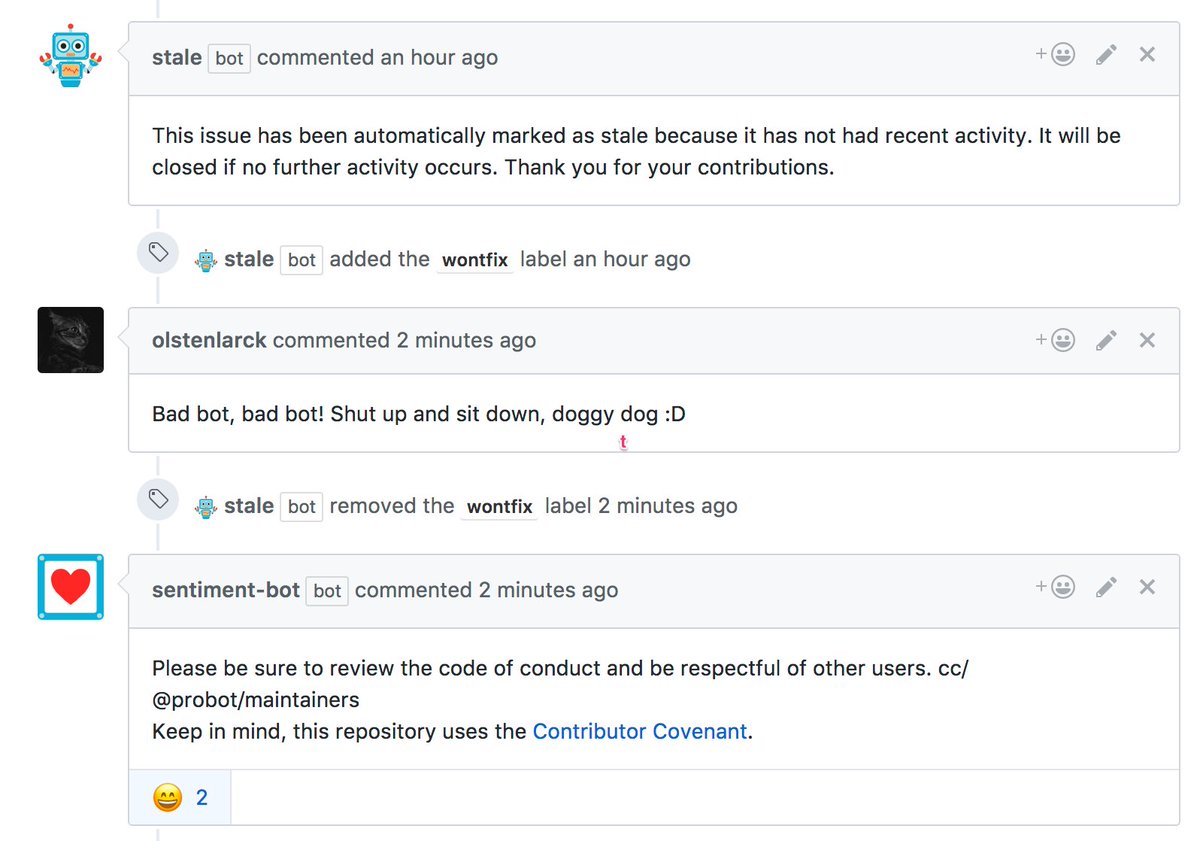 stale bot commented an hour ago
This issue has been automatically marked as stale because it has not had recent activity. It will be
closed if no further activity occurs. Thank you for your contributions.
stale bot added the wontfix label an hour ago
olstenlarck commented 2 minutes ago
Bad bot, bad bot! Shut up and sit down, doggy dog :D
t
stale bot removed the wontfix label 2 minutes ago
sentiment-bot bot commented 2 minutes ago
Please be sure to review the code of conduct and be respectful of other users. cc/
@probot/maintainers
Keep in mind, this repository uses the Contributor Covenant.
😄 2